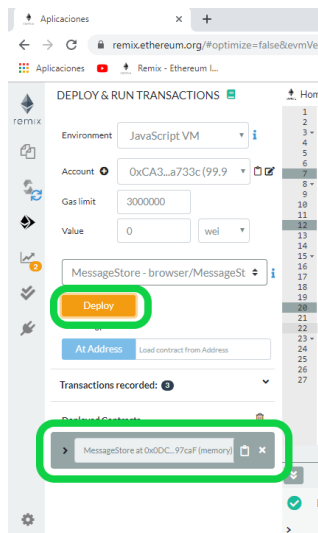 Aplicaciones × +
remix.ethereum.org/#optimize=false&evmVe
Aplicaciones Remix - Ethereum I...
DEPLOY & RUN TRANSACTIONS
Hom
remix
Environment JavaScript VM i
Account 0xCA3...a733c (99.9
Gas limit 3000000
Value 0 wei
MessageStore - browser/MessageSt i
2
Deploy
At Address Load contract from Address
Transactions recorded: 3
Deployed Contracts
MessageStore at 0x0DC...97caF (memory) ×
1
2
3
4
5
6
7
8
9
10
11
12
13
14
15
16
17
18
19
20
21
22
23
24
25
26
27